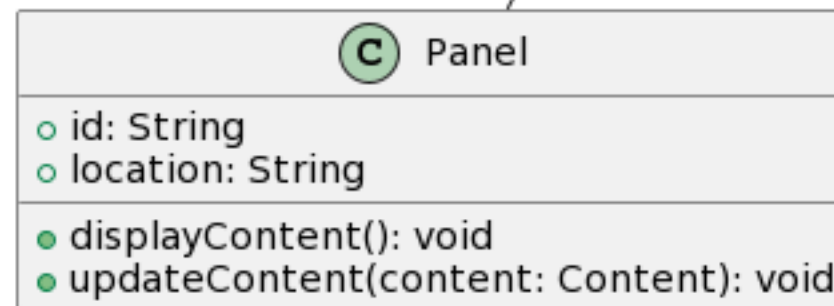 C Panel
id: String
location: String
displayContent(): void
updateContent(content: Content): void